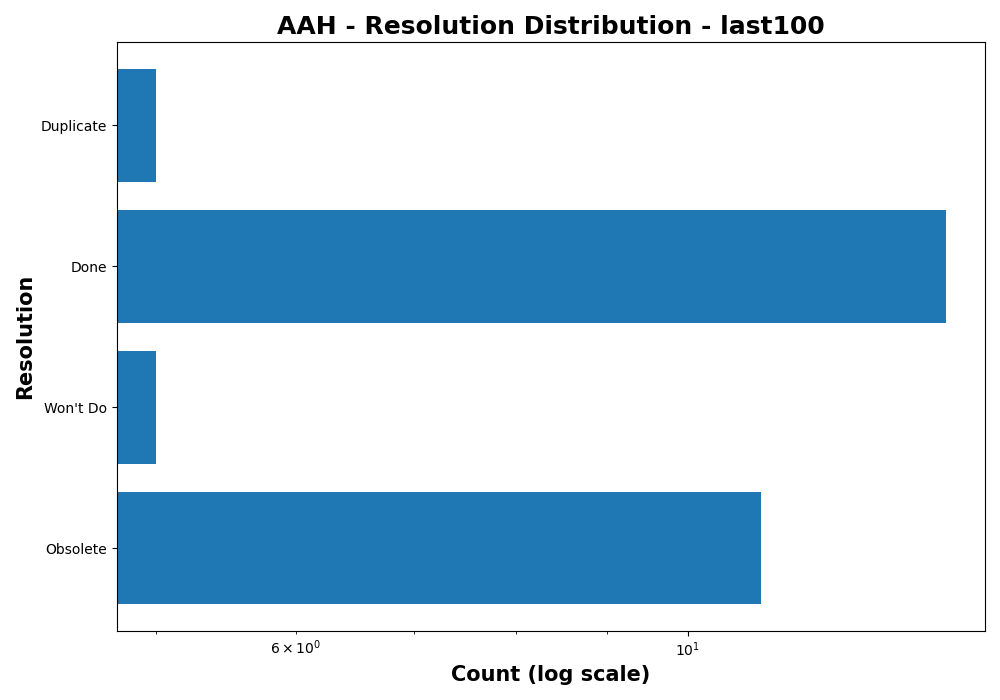 AAH - Resolution Distribution - last100
Resolution
Duplicate
Done
Won't Do
Obsolete
6 × 10⁰
10¹
Count (log scale)